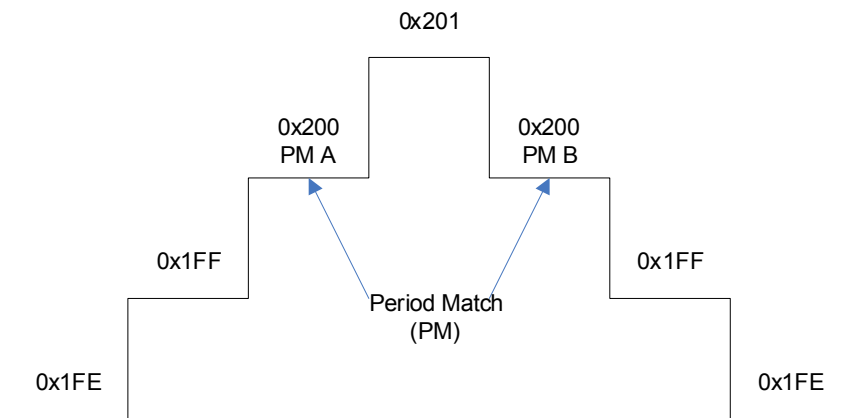 0x201
0x200
PM A
0x200
PM B
0x1FF
0x1FF
Period Match
(PM)
0x1FE
0x1FE